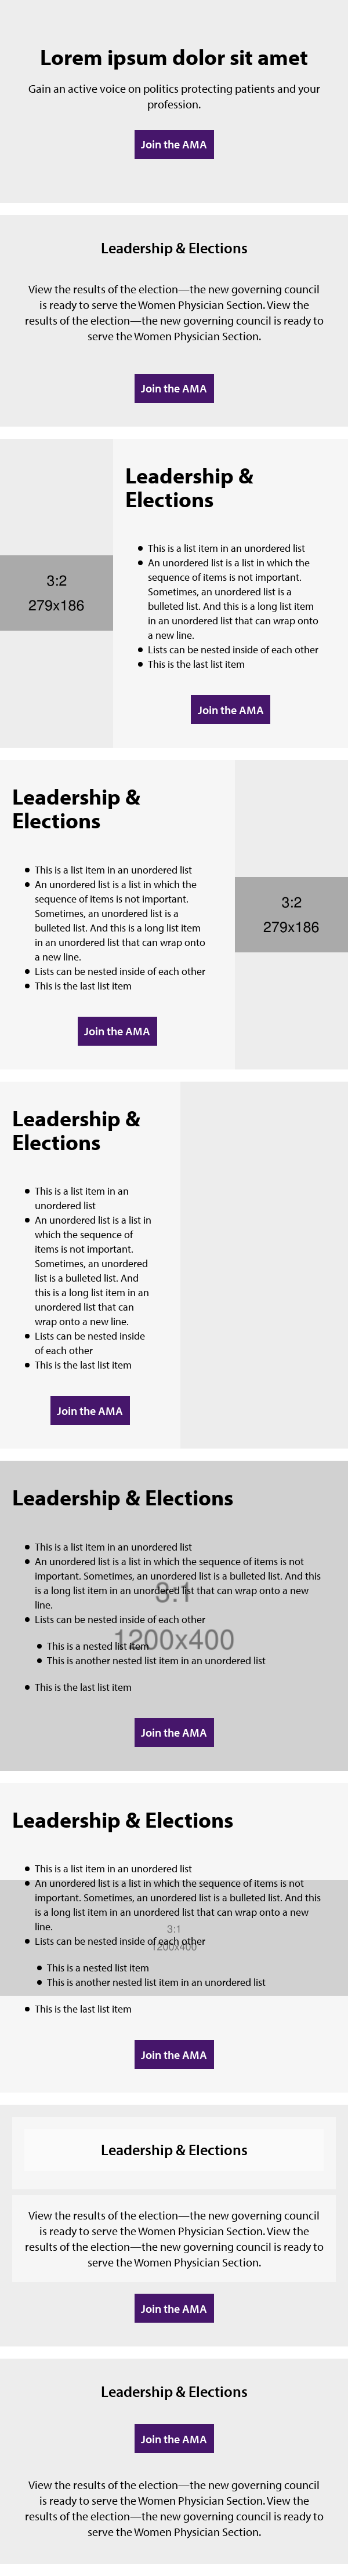 Lorem ipsum dolor sit amet
Gain an active voice on politics protecting patients and your
profession.
Join the AMA
Leadership & Elections
View the results of the election—the new governing council
is ready to serve the Women Physician Section. View the
results of the election—the new governing council is ready to
serve the Women Physician Section.
Join the AMA
3:2
279x186
Leadership &
Elections
• This is a list item in an unordered list
• An unordered list is a list in which the
sequence of items is not important.
Sometimes, an unordered list is a
bulleted list. And this is a long list item
in an unordered list that can wrap onto
a new line.
• Lists can be nested inside of each other
• This is the last list item
Join the AMA
Leadership &
Elections
• This is a list item in an unordered list
• An unordered list is a list in which the
sequence of items is not important.
Sometimes, an unordered list is a
bulleted list. And this is a long list item
in an unordered list that can wrap onto
a new line.
• Lists can be nested inside of each other
• This is the last list item
Join the AMA
3:2
279x186
Leadership &
Elections
• This is a list item in an
unordered list
• An unordered list is a list in
which the sequence of
items is not important.
Sometimes, an unordered
list is a bulleted list. And
this is a long list item in an
unordered list that can
wrap onto a new line.
• Lists can be nested inside
of each other
• This is the last list item
Join the AMA
Leadership & Elections
• This is a list item in an unordered list
• An unordered list is a list in which the sequence of items is not
important. Sometimes, an unordered list is a bulleted list. And this
is a long list item in an unordered list that can wrap onto a new
line.
• Lists can be nested inside of each other
• This is a nested list item
• This is another nested list item in an unordered list
• This is the last list item
3:1
1200x400
Join the AMA
Leadership & Elections
• This is a list item in an unordered list
• An unordered list is a list in which the sequence of items is not
important. Sometimes, an unordered list is a bulleted list. And this
is a long list item in an unordered list that can wrap onto a new
line.
• Lists can be nested inside of each other
• This is a nested list item
• This is another nested list item in an unordered list
• This is the last list item
3:1
1200x400
Join the AMA
Leadership & Elections
View the results of the election—the new governing council
is ready to serve the Women Physician Section. View the
results of the election—the new governing council is ready to
serve the Women Physician Section.
Join the AMA
Leadership & Elections
Join the AMA
View the results of the election—the new governing council
is ready to serve the Women Physician Section. View the
results of the election—the new governing council is ready to
serve the Women Physician Section.